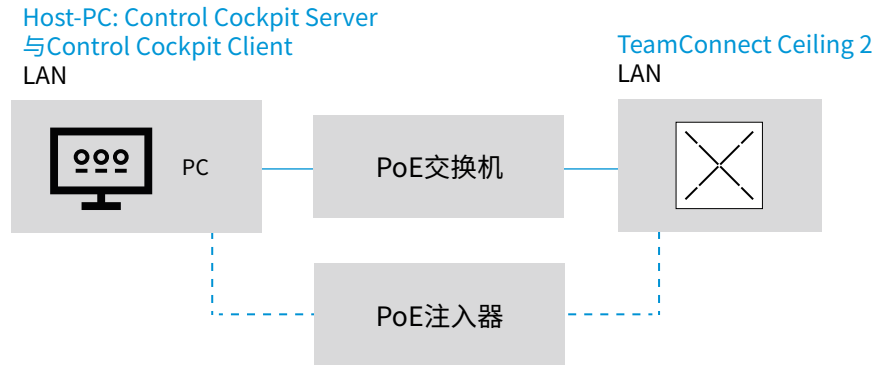 Host-PC: Control Cockpit Server
与Control Cockpit Client
LAN
TeamConnect Ceiling 2
LAN
PC
PoE交换机
PoE注入器